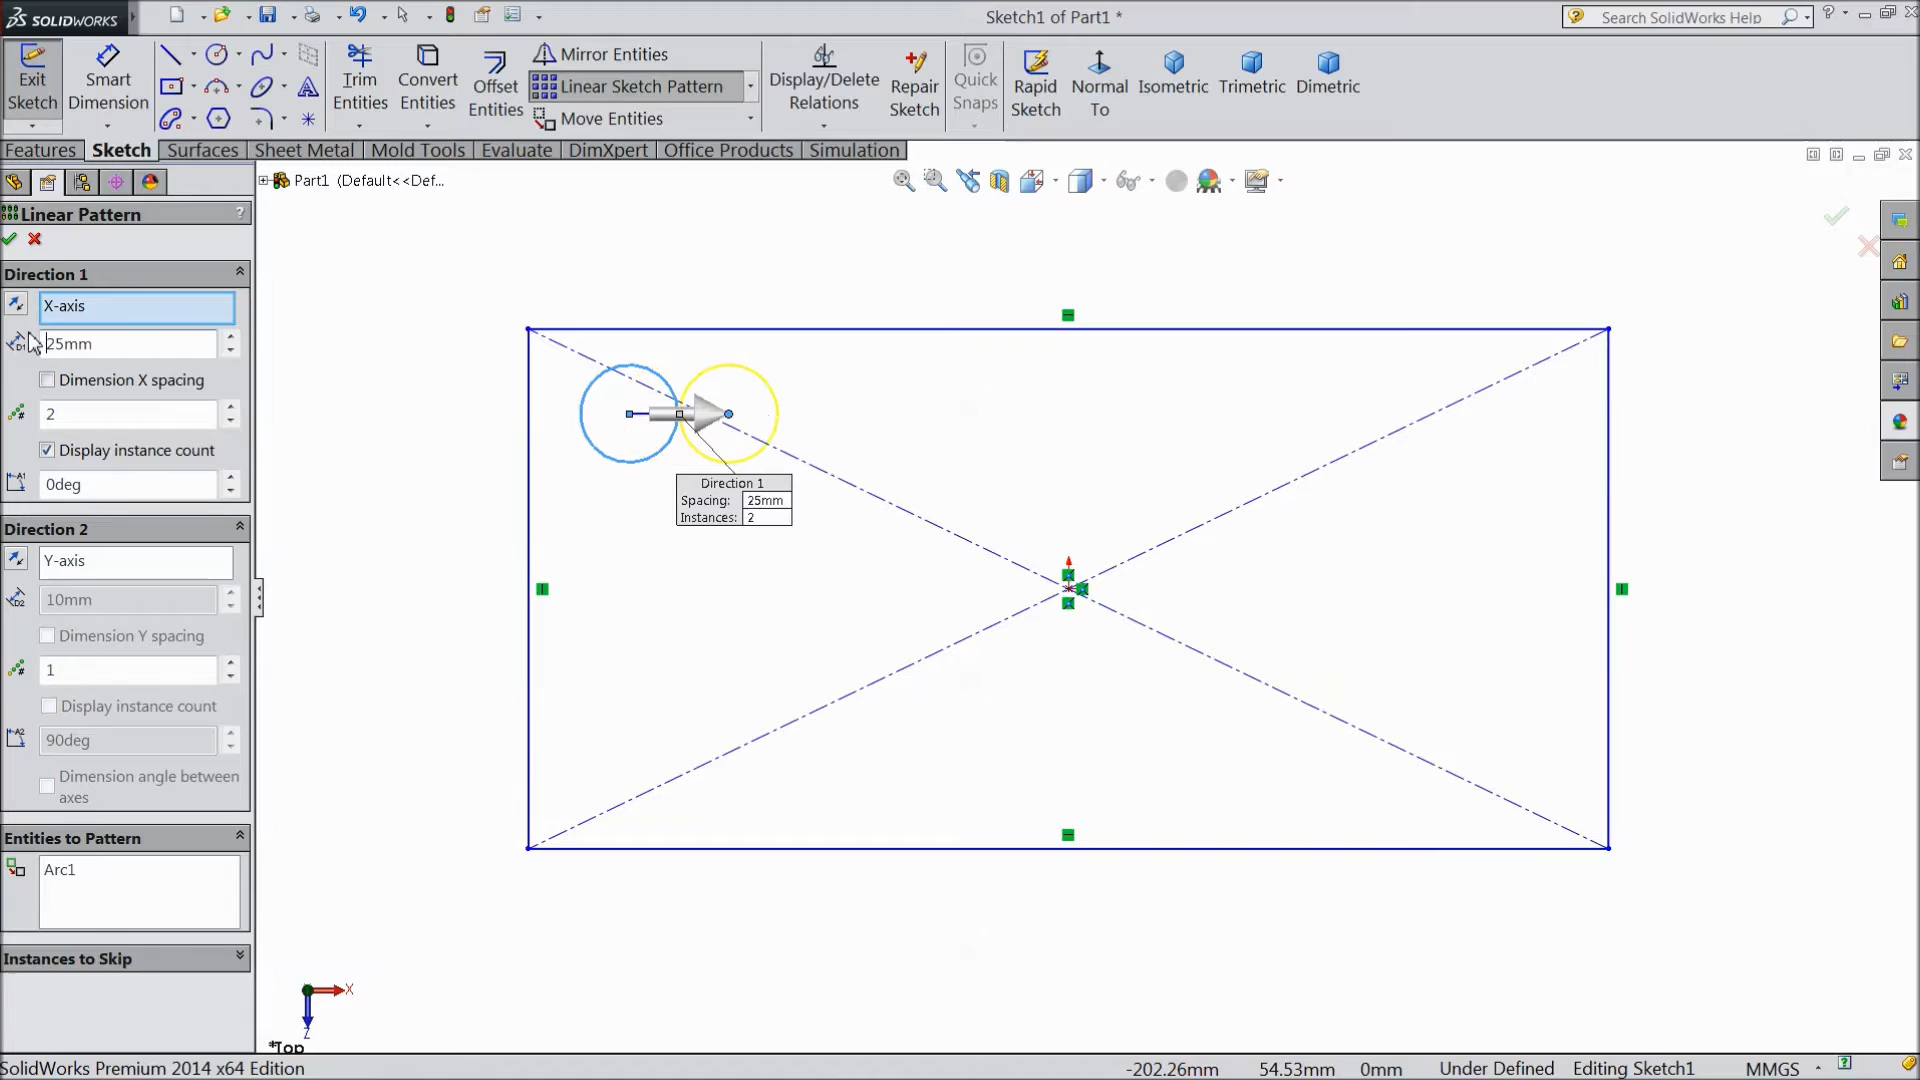 SOLIDWORKS
Sketch1 of Part1 *
Search SolidWorks Help
Exit Sketch
Smart Dimension
Trim Entities
Convert Entities
Offset Entities
Mirror Entities
Linear Sketch Pattern
Move Entities
Display/Delete Relations
Repair Sketch
Quick Snaps
Rapid Sketch
Normal To
Isometric
Trimetric
Dimetric
Features
Sketch
Surfaces
Sheet Metal
Mold Tools
Evaluate
DimXpert
Office Products
Simulation
Part1 (Default<<Def...
Linear Pattern
?
Direction 1
X-axis
D1
25mm
Dimension X spacing
#
2
Display instance count
A1
0deg
Direction 2
Y-axis
D2
10mm
Dimension Y spacing
#
1
Display instance count
A2
90deg
Dimension angle between axes
Entities to Pattern
Arc1
Instances to Skip
Direction 1
Spacing: 25mm
Instances: 2
X
Z
*Top
SolidWorks Premium 2014 x64 Edition
-202.26mm
54.53mm
0mm
Under Defined
Editing Sketch1
MMGS